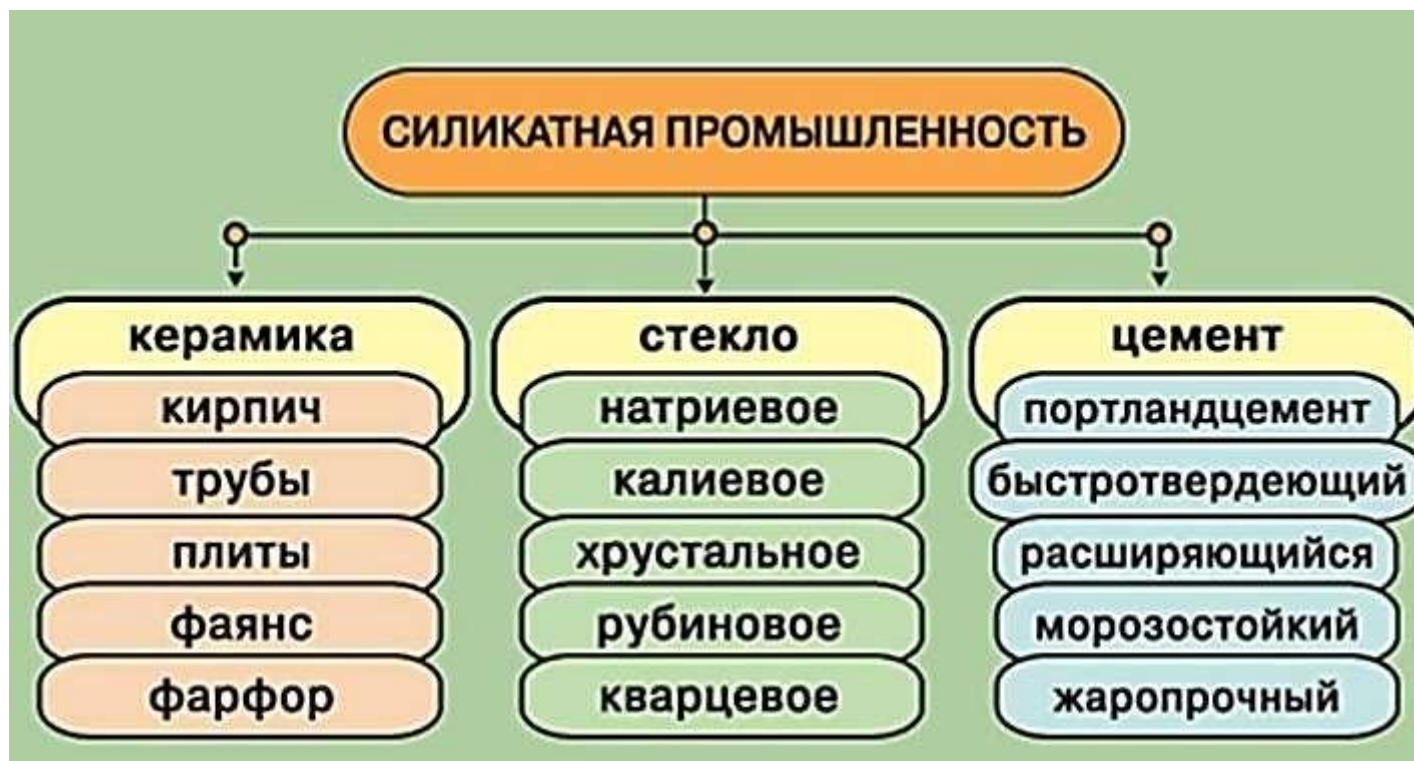 СИЛИКАТНАЯ ПРОМЫШЛЕННОСТЬ
керамика
кирпич
трубы
плиты
фаянс
фарфор
стекло
натриевое
калиевое
хрустальное
рубиновое
кварцевое
цемент
портландцемент
быстротвердеющий
расширяющийся
морозостойкий
жаропрочный